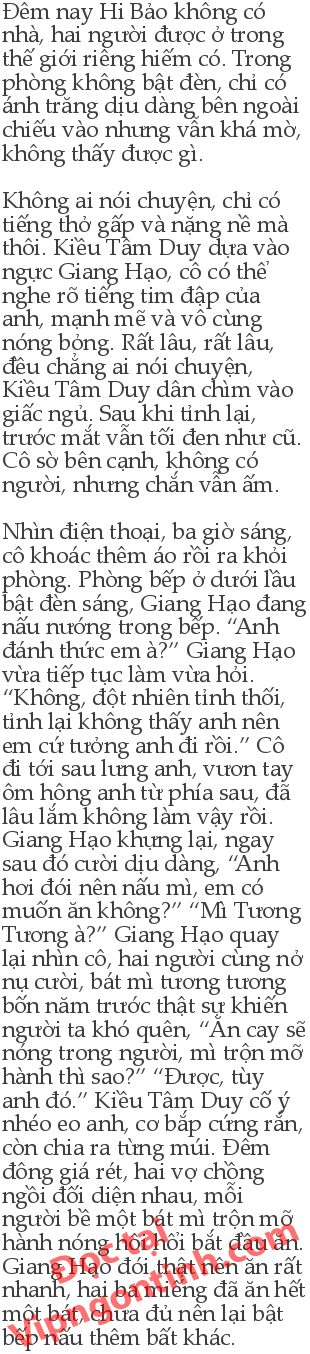 Đêm nay Hi Bảo không có
nhà, hai người được ở trong
thế giới riêng hiếm có. Trong
phòng không bật đèn, chỉ có
ánh trăng dịu dàng bên ngoài
chiếu vào nhưng vẫn khá mờ,
không thấy được gì.

Không ai nói chuyện, chỉ có
tiếng thở gấp và nặng nề mà
thôi. Kiều Tâm Duy dựa vào
ngực Giang Hạo, cô có thể
nghe rõ tiếng tim đập của
anh, mạnh mẽ và vô cùng
nóng bỏng. Rất lâu, rất lâu,
đều chẳng ai nói chuyện,
Kiều Tâm Duy dần chìm vào
giấc ngủ. Sau khi tỉnh lại,
trước mắt vẫn tối đen như cũ.
Cô sờ bên cạnh, không có
người, nhưng chăn vẫn ấm.

Nhìn điện thoại, ba giờ sáng,
cô khoác thêm áo rồi ra khỏi
phòng. Phòng bếp ở dưới lầu
bật đèn sáng, Giang Hạo đang
nấu nướng trong bếp. “Anh
đánh thức em à?” Giang Hạo
vừa tiếp tục làm vừa hỏi.
“Không, đột nhiên tỉnh thôi,
tỉnh lại không thấy anh nên
em cứ tưởng anh đi rồi.” Cô
đi tới sau lưng anh, vươn tay
ôm hông anh từ phía sau, đã
lâu lắm không làm vậy rồi.
Giang Hạo khựng lại, ngay
sau đó cười dịu dàng, “Anh
hơi đói nên nấu mì, em có
muốn ăn không?” “Mì Tương
Tương à?” Giang Hạo quay
lại nhìn cô, hai người cùng nở
nụ cười, bát mì tương tương
bốn năm trước thật sự khiến
người ta khó quên, “Ăn cay sẽ
nóng trong người, mì trộn mỡ
hành thì sao?” “Được, tùy
anh đó.” Kiều Tâm Duy cố ý
nhéo eo anh, cơ bắp cứng rắn,
còn chia ra từng múi. Đêm
đông giá rét, hai vợ chồng
ngồi đối diện nhau, mỗi
người bê một bát mì trộn mỡ
hành nóng hôi hổi bắt đầu ăn.
Giang Hạo đói thật nên ăn rất
nhanh, hai ba miếng đã ăn hết
một bát, chưa đủ nên lại bật
bếp nấu thêm bát khác.
Đọc tại
Vipngontinh.com